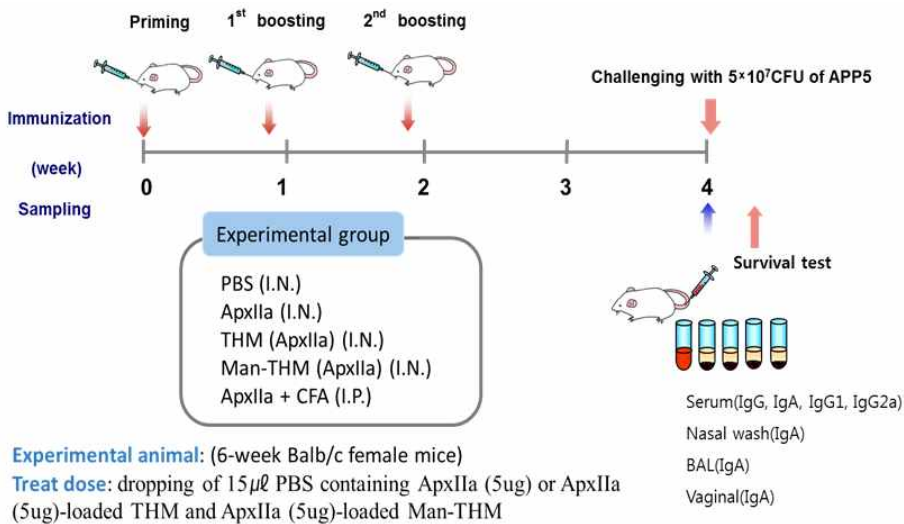 Priming
1st boosting
2nd boosting
Challenging with 5×10⁷CFU of APP5
Immunization
(week)
0 1 2 3 4
Sampling
Experimental group
PBS (I.N.)
ApxIIa (I.N.)
THM (ApxIIa) (I.N.)
Man-THM (ApxIIa) (I.N.)
ApxIIa + CFA (I.P.)
Survival test
Serum(IgG, IgA, IgG1, IgG2a)
Nasal wash(IgA)
BAL(IgA)
Vaginal(IgA)
Experimental animal: (6-week Balb/c female mice)
Treat dose: dropping of 15㎕ PBS containing ApxIIa (5ug) or ApxIIa
(5ug)-loaded THM and ApxIIa (5ug)-loaded Man-THM